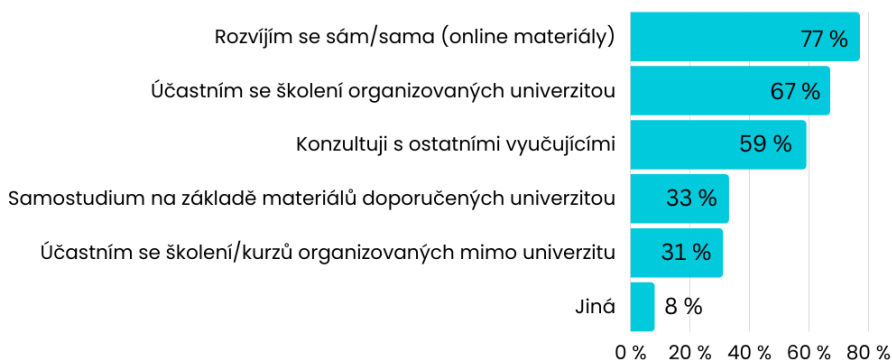 Rozvíjím se sám/sama (online materiály) 77 %
Účastním se školení organizovaných univerzitou 67 %
Konzultuji s ostatními vyučujícími 59 %
Samostudium na základě materiálů doporučených univerzitou 33 %
Účastním se školení/kurzů organizovaných mimo univerzitu 31 %
Jiná 8 %
0 % 20 % 40 % 60 % 80 %